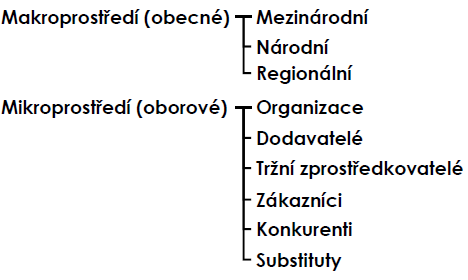 Makroprostředí (obecné) Mezinárodní
Národní
Regionální
Mikroprostředí (oborové) Organizace
Dodavatelé
Tržní zprostředkovatelé
Zákazníci
Konkurenti
Substituty